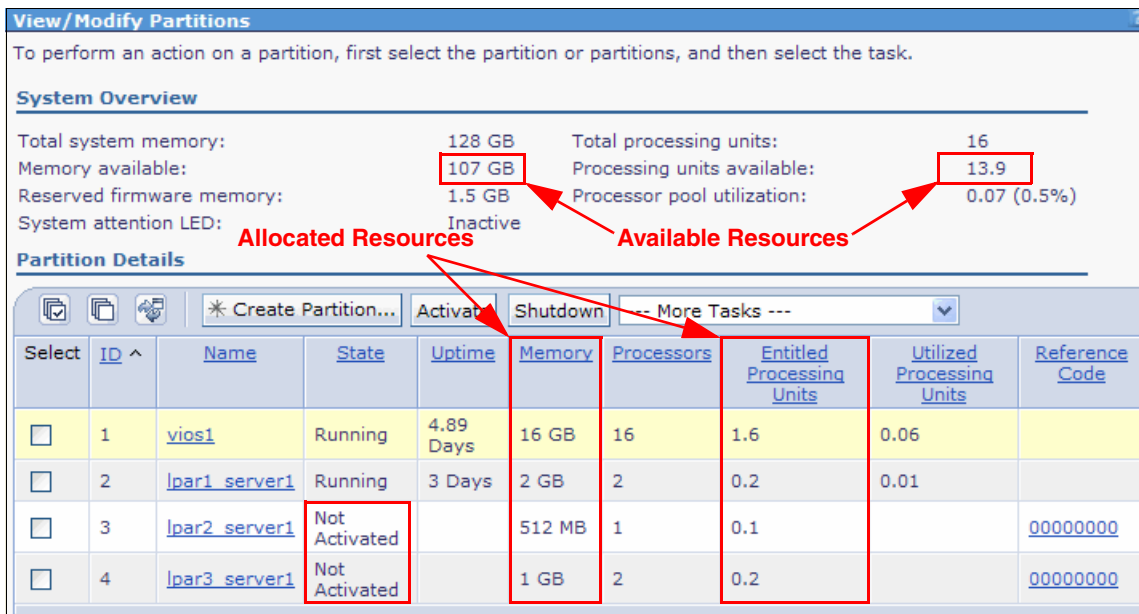 View/Modify Partitions
To perform an action on a partition, first select the partition or partitions, and then select the task.
System Overview
Total system memory: 128 GB Total processing units: 16
Memory available: 107 GB Processing units available: 13.9
Reserved firmware memory: 1.5 GB Processor pool utilization: 0.07 (0.5%)
System attention LED: Inactive
Allocated Resources Available Resources
Partition Details
Create Partition... Activate Shutdown --- More Tasks ---
Select ID ^ Name State Uptime Memory Processors Entitled Processing Units Utilized Processing Units Reference Code
1 vios1 Running 4.89 Days 16 GB 16 1.6 0.06
2 lpar1_server1 Running 3 Days 2 GB 2 0.2 0.01
3 lpar2_server1 Not Activated 512 MB 1 0.1 00000000
4 lpar3_server1 Not Activated 1 GB 2 0.2 00000000